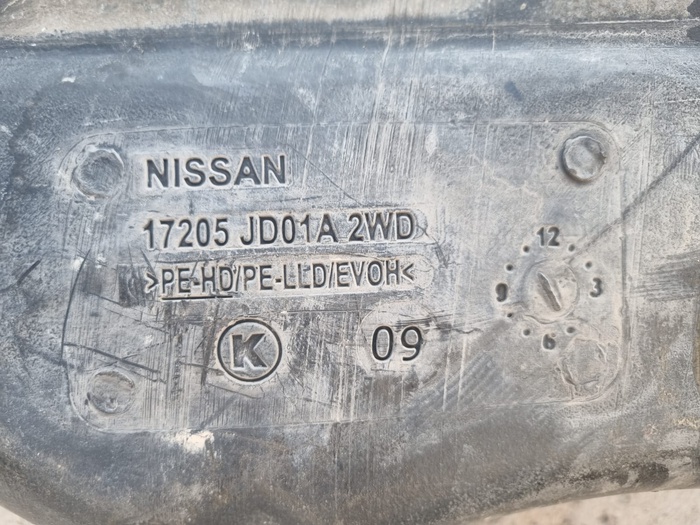 NISSAN
17205 JD01A 2WD
>PE-HD/PE-LLD/EVOH<
K
09
12
9 3
6